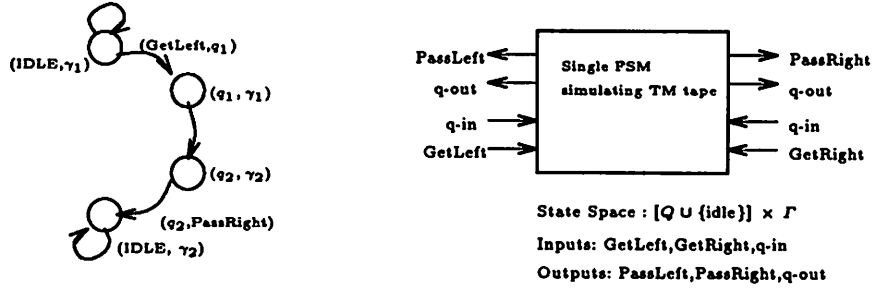 (IDLE,γ₁)
(GetLeft,q₁)
(q₁, γ₁)
(q₂, γ₂)
(q₂,PassRight)
(IDLE, γ₂)
PassLeft
q-out
q-in
GetLeft
Single FSM
simulating TM tape
PassRight
q-out
q-in
GetRight
State Space : [Q ∪ {idle}] × Γ
Inputs: GetLeft,GetRight,q-in
Outputs: PassLeft,PassRight,q-out